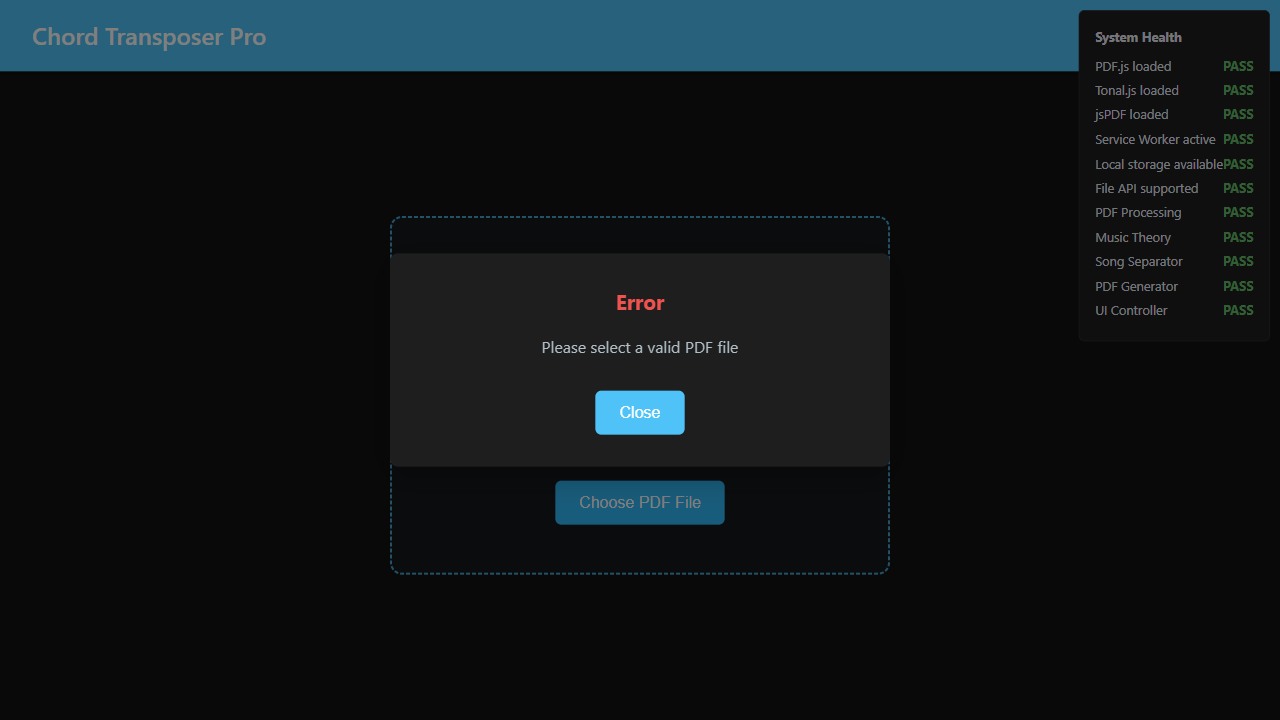 Chord Transposer Pro
System Health
PDF.js loaded PASS
Tonal.js loaded PASS
jsPDF loaded PASS
Service Worker active PASS
Local storage available PASS
File API supported PASS
PDF Processing PASS
Music Theory PASS
Song Separator PASS
PDF Generator PASS
UI Controller PASS
Error
Please select a valid PDF file
Close
Choose PDF File